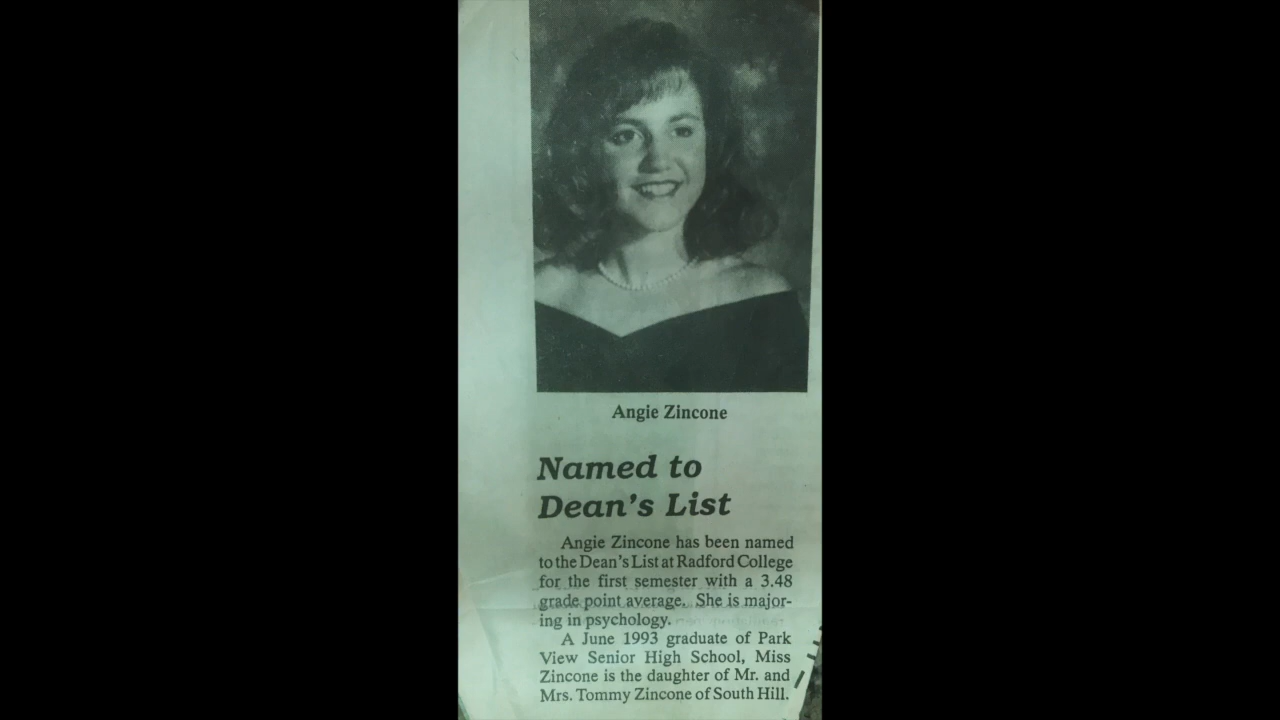 Angie Zincone
Named to
Dean's List
Angie Zincone has been named
to the Dean's List at Radford College
for the first semester with a 3.48
grade point average. She is major-
ing in psychology.
A June 1993 graduate of Park
View Senior High School, Miss
Zincone is the daughter of Mr. and
Mrs. Tommy Zincone of South Hill.